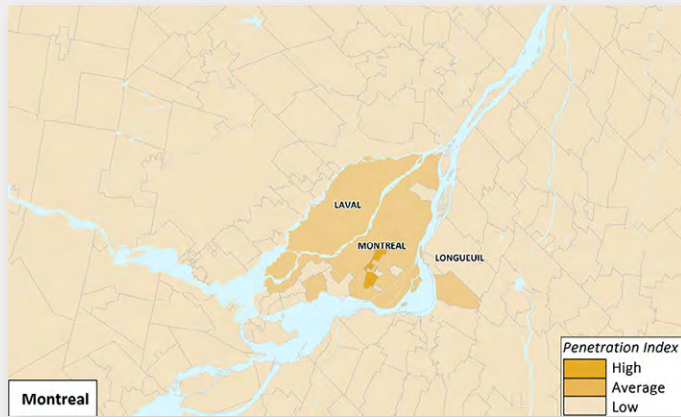 LAVAL
MONTREAL
LONGUEUIL
Penetration Index
High
Average
Low
Montreal